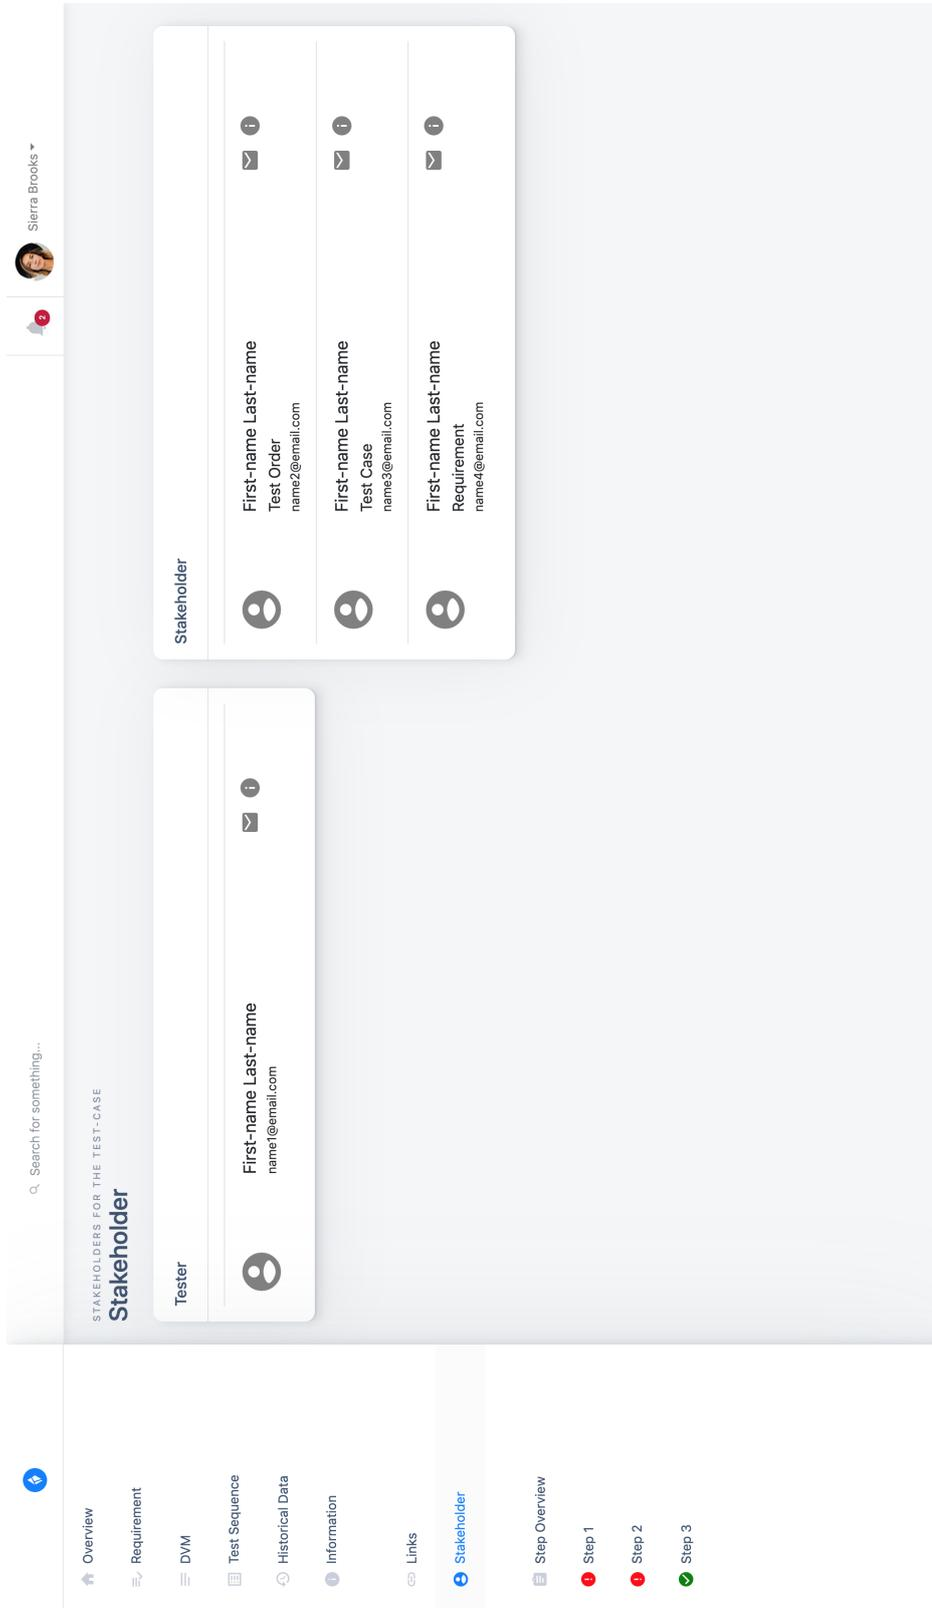 Search for something...
2
Sierra Brooks
Overview
Requirement
DVM
Test Sequence
Historical Data
Information
Links
Stakeholder
Step Overview
Step 1
Step 2
Step 3
STAKEHOLDERS FOR THE TEST-CASE
Stakeholder
Tester
First-name Last-name
name1@email.com
Stakeholder
First-name Last-name
Test Order
name2@email.com
First-name Last-name
Test Case
name3@email.com
First-name Last-name
Requirement
name4@email.com